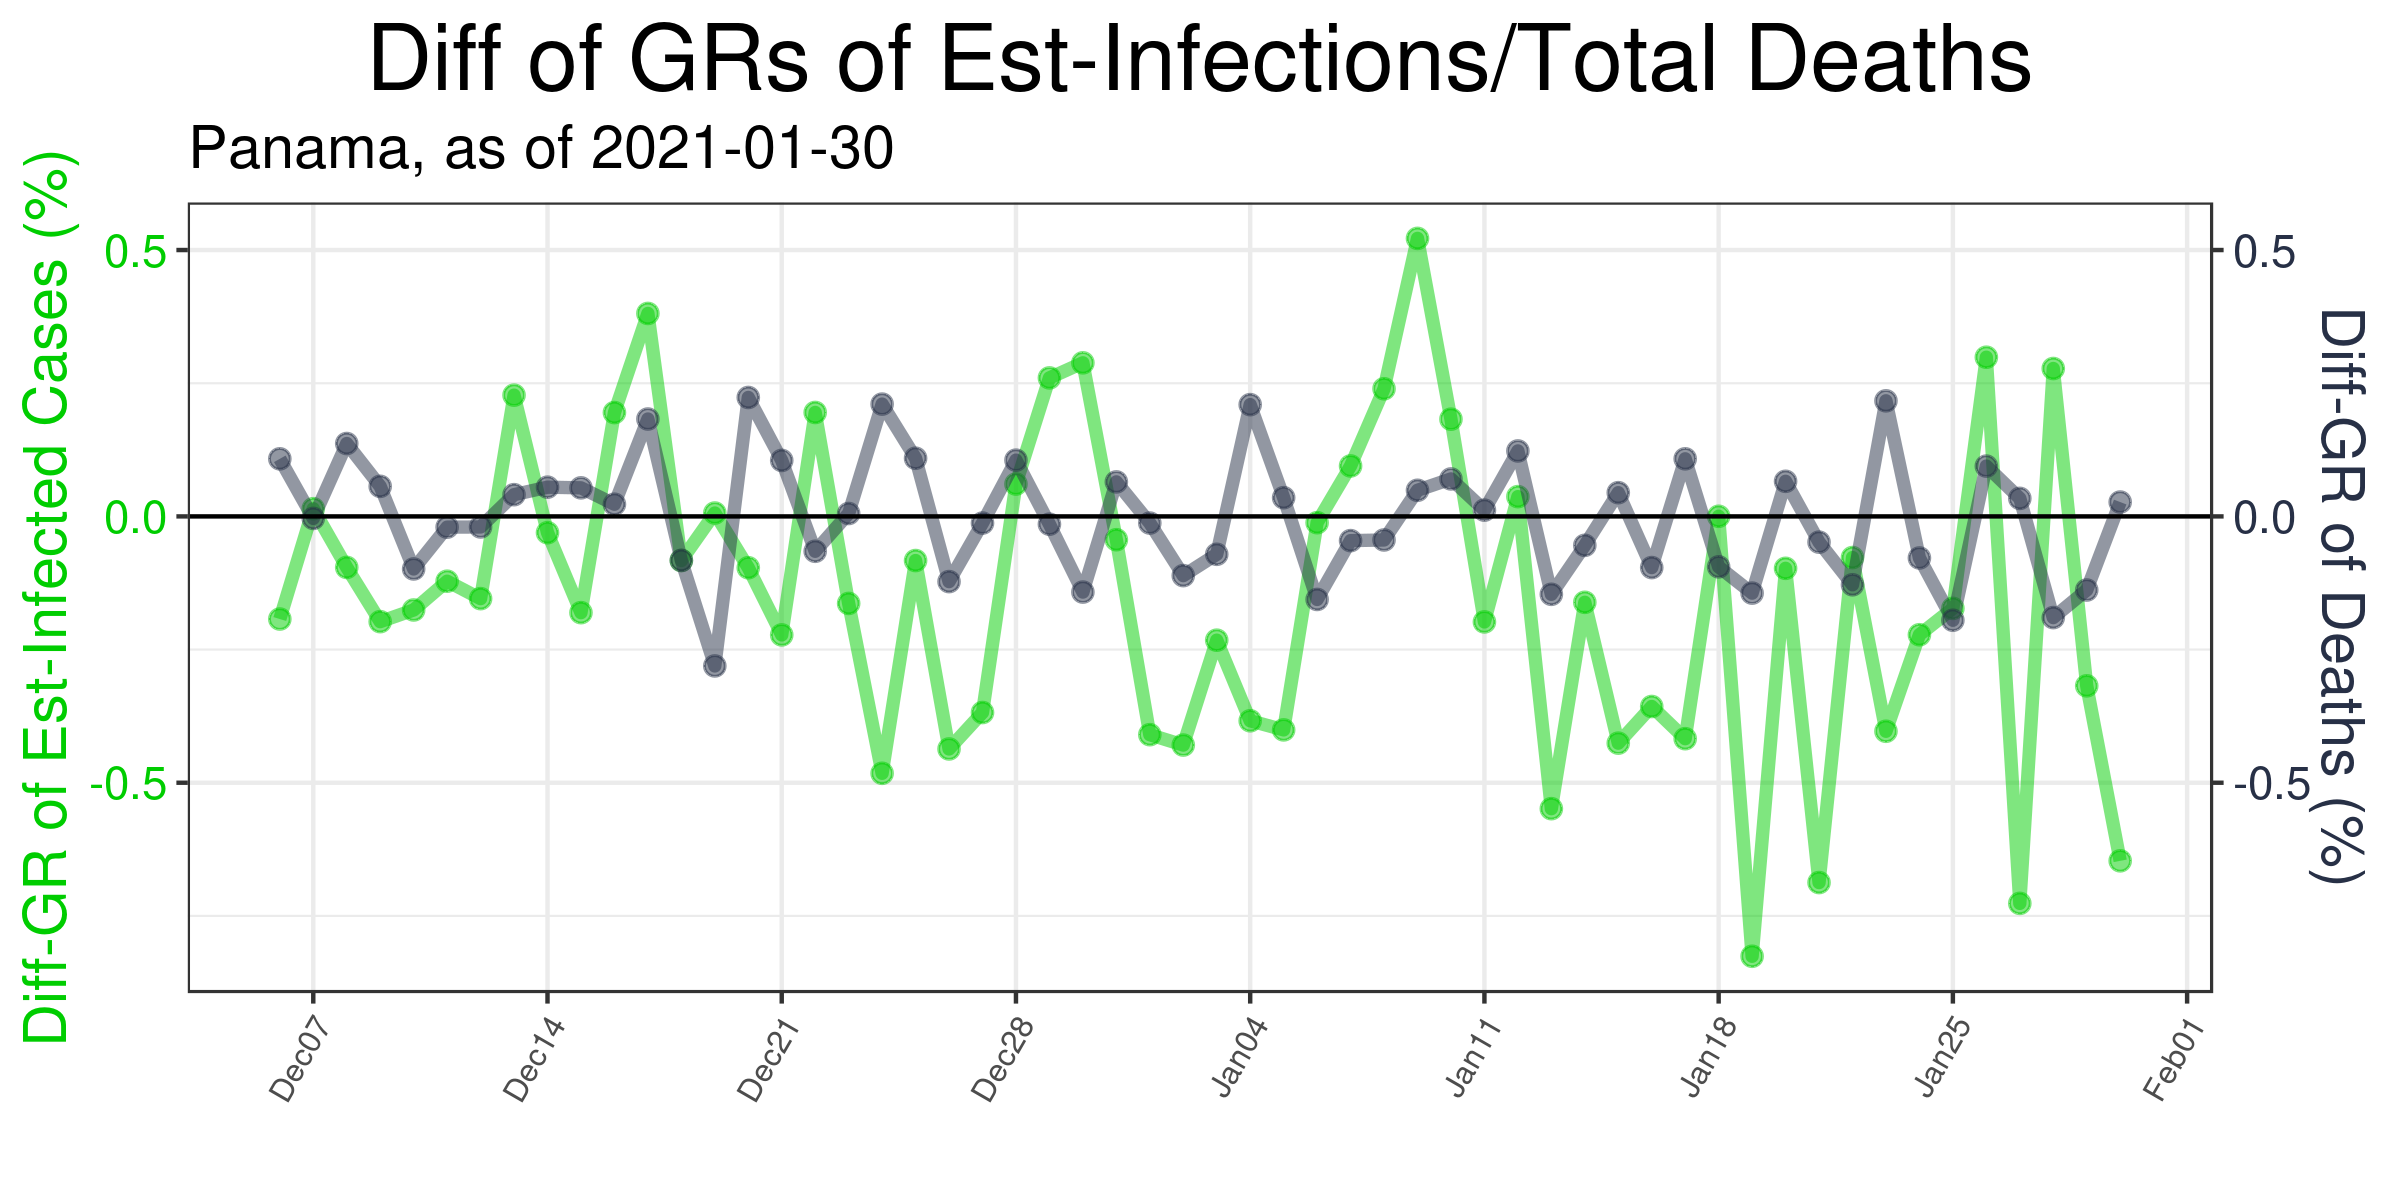 Diff of GRs of Est-Infections/Total Deaths
Panama, as of 2021-01-30
Diff-GR of Est-Infected Cases (%)
0.5
0.0
-0.5
0.5
0.0
-0.5
Diff-GR of Deaths (%)
Dec07
Dec14
Dec21
Dec28
Jan04
Jan11
Jan18
Jan25
Feb01